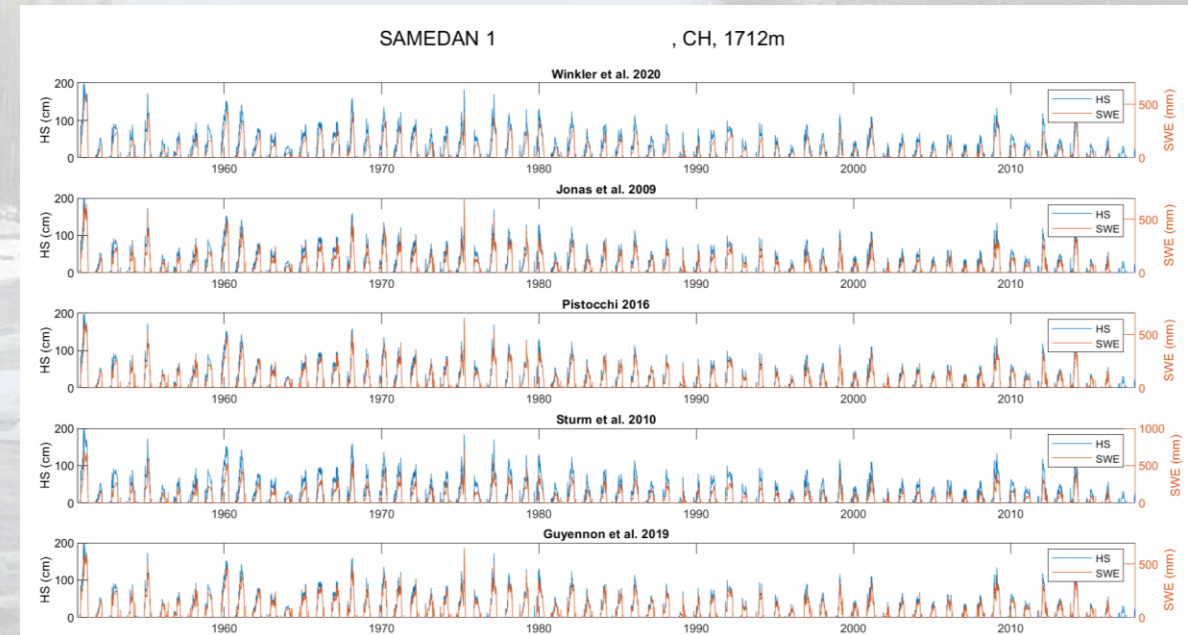 SAMEDAN 1 , CH, 1712m
Winkler et al. 2020
200
100
0
HS (cm)
500
0
SWE (mm)
HS
SWE
1960 1970 1980 1990 2000 2010
Jonas et al. 2009
200
100
0
HS (cm)
500
0
SWE (mm)
HS
SWE
1960 1970 1980 1990 2000 2010
Pistocchi 2016
200
100
0
HS (cm)
500
0
SWE (mm)
HS
SWE
1960 1970 1980 1990 2000 2010
Sturm et al. 2010
200
100
0
HS (cm)
1000
500
0
SWE (mm)
HS
SWE
1960 1970 1980 1990 2000 2010
Guyennon et al. 2019
200
100
0
HS (cm)
500
0
SWE (mm)
HS
SWE
1960 1970 1980 1990 2000 2010